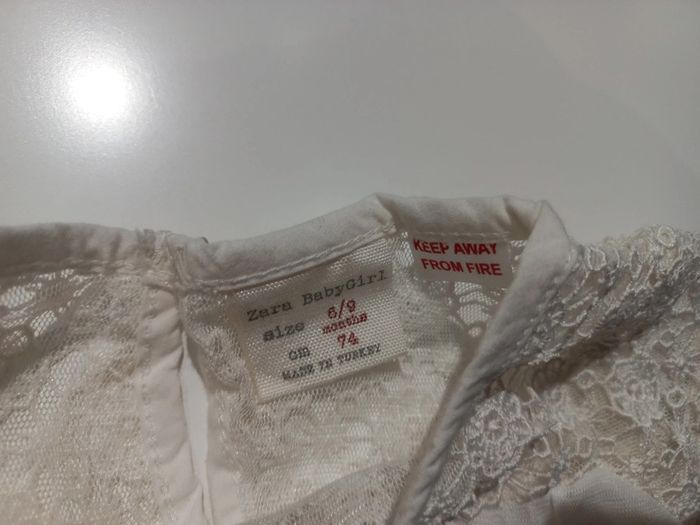 Zara BabyGirl
size 6/9
months
cm 74
MADE IN TURKEY
KEEP AWAY
FROM FIRE